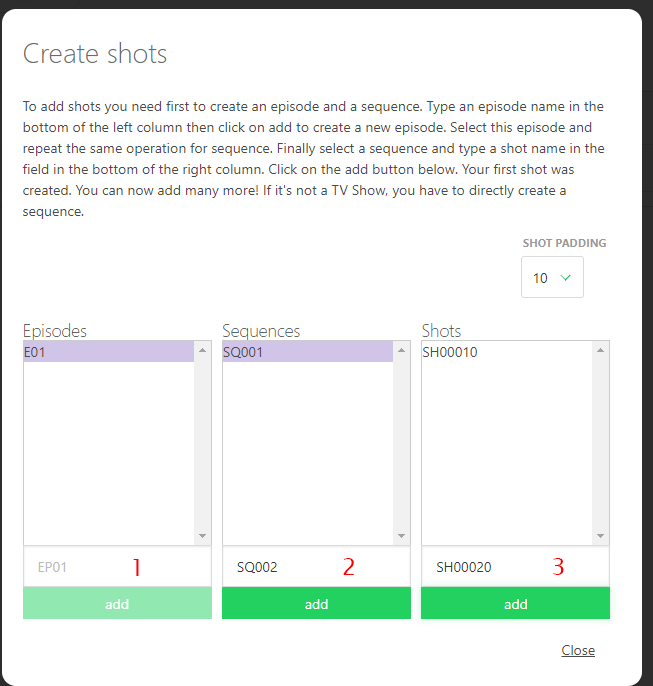 Create shots
To add shots you need first to create an episode and a sequence. Type an episode name in the
bottom of the left column then click on add to create a new episode. Select this episode and
repeat the same operation for sequence. Finally select a sequence and type a shot name in the
field in the bottom of the right column. Click on the add button below. Your first shot was
created. You can now add many more! If it's not a TV Show, you have to directly create a
sequence.
SHOT PADDING
10
Episodes Sequences Shots
E01 SQ001 SH00010
EP01 1 SQ002 2 SH00020 3
add add add
Close